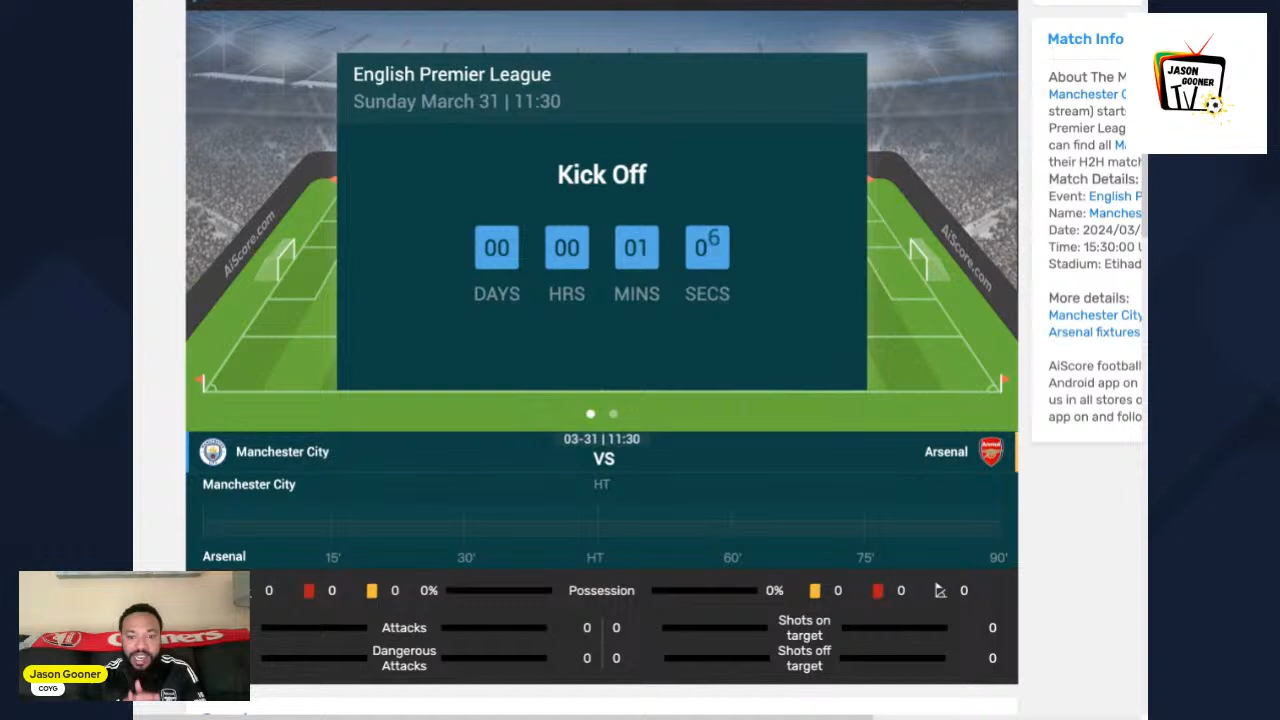 English Premier League
Sunday March 31 | 11:30
Kick Off
00 00 01 06
DAYS HRS MINS SECS
AiScore.com
AiScore.com
03-31 | 11:30
Manchester City VS Arsenal
Manchester City HT
Arsenal 15' 30' HT 60' 75' 90'
0 0 0 0% Possession 0% 0 0 0
Attacks 0 0 Shots on target 0
Dangerous Attacks 0 0 Shots off target 0
Match Info
About The M
Manchester C
stream) start
Premier Leag
can find all M
their H2H match
Match Details:
Event: English P
Name: Manches
Date: 2024/03/
Time: 15:30:00 U
Stadium: Etihad
More details:
Manchester City
Arsenal fixtures
AiScore football
Android app on
us in all stores o
app on and follo
JASON
GOONER
TV
Gooners
Jason Gooner
COYG